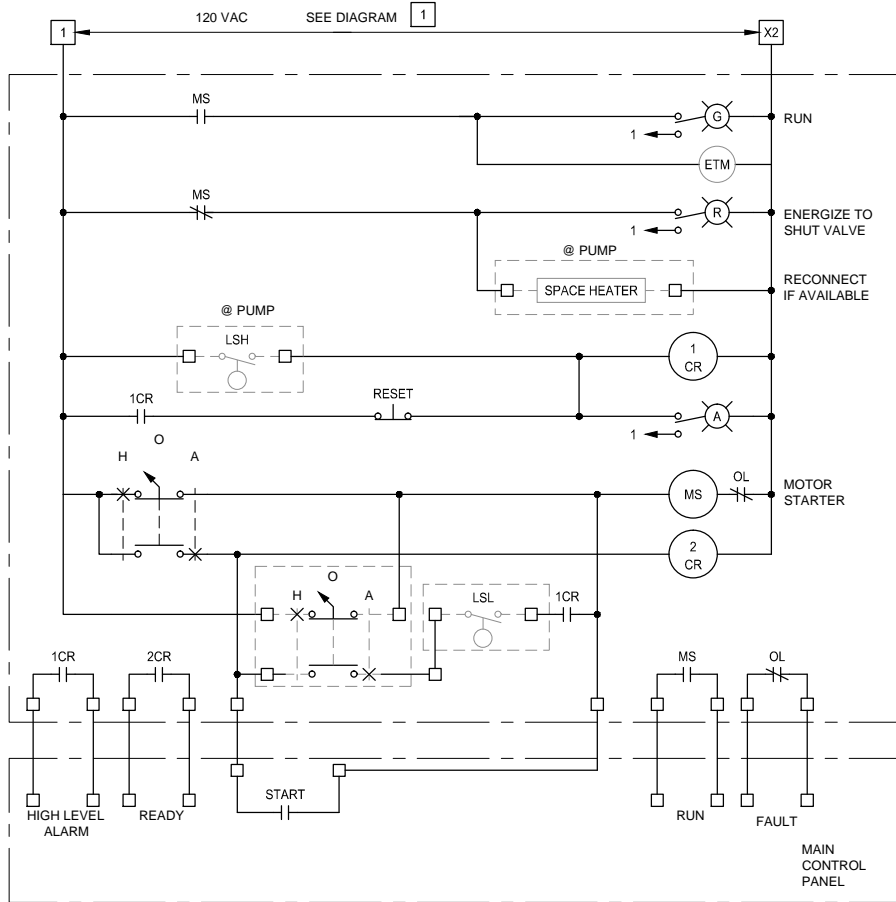 1
120 VAC
SEE DIAGRAM
1
X2
MS
G
RUN
1
ETM
MS
R
ENERGIZE TO
SHUT VALVE
1
@ PUMP
SPACE HEATER
RECONNECT
IF AVAILABLE
@ PUMP
LSH
1
CR
1CR
RESET
A
1
H
O
A
MS
OL
MOTOR
STARTER
2
CR
H
O
A
LSL
1CR
1CR
2CR
MS
OL
START
HIGH LEVEL
ALARM
READY
RUN
FAULT
MAIN
CONTROL
PANEL